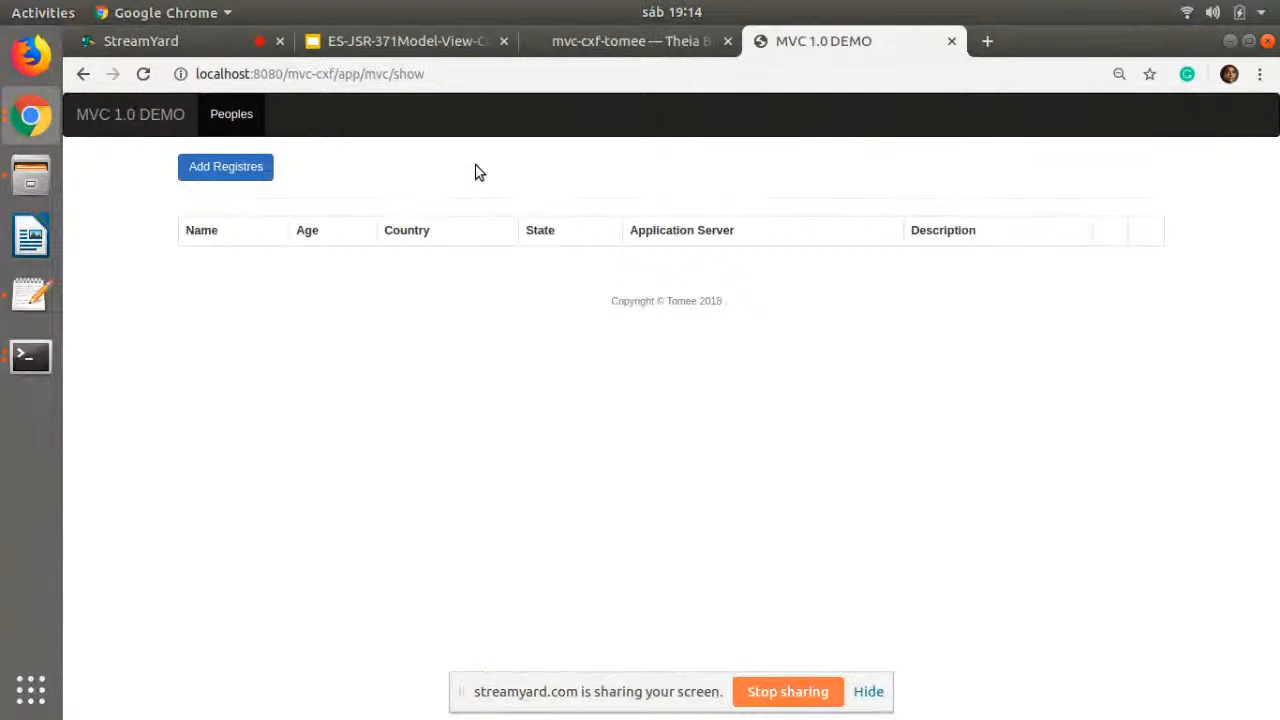 Activities Google Chrome sáb 19:14
StreamYard ES-JSR-371Model-View-C mvc-cxf-tomee — Theia B MVC 1.0 DEMO
localhost:8080/mvc-cxf/app/mvc/show
MVC 1.0 DEMO Peoples
Add Registres
Name Age Country State Application Server Description
Copyright © Tomee 2018
streamyard.com is sharing your screen. Stop sharing Hide